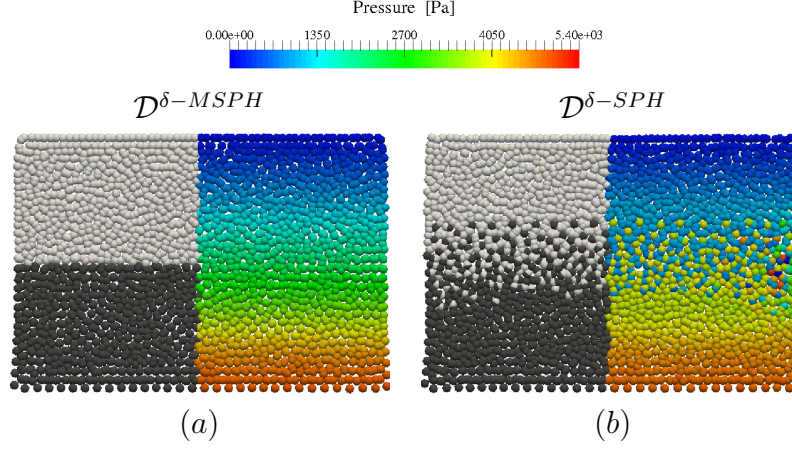 Pressure [Pa]
0.00e+00 1350 2700 4050 5.40e+03
𝒟^{δ−MSPH} 𝒟^{δ−SPH}
(a) (b)